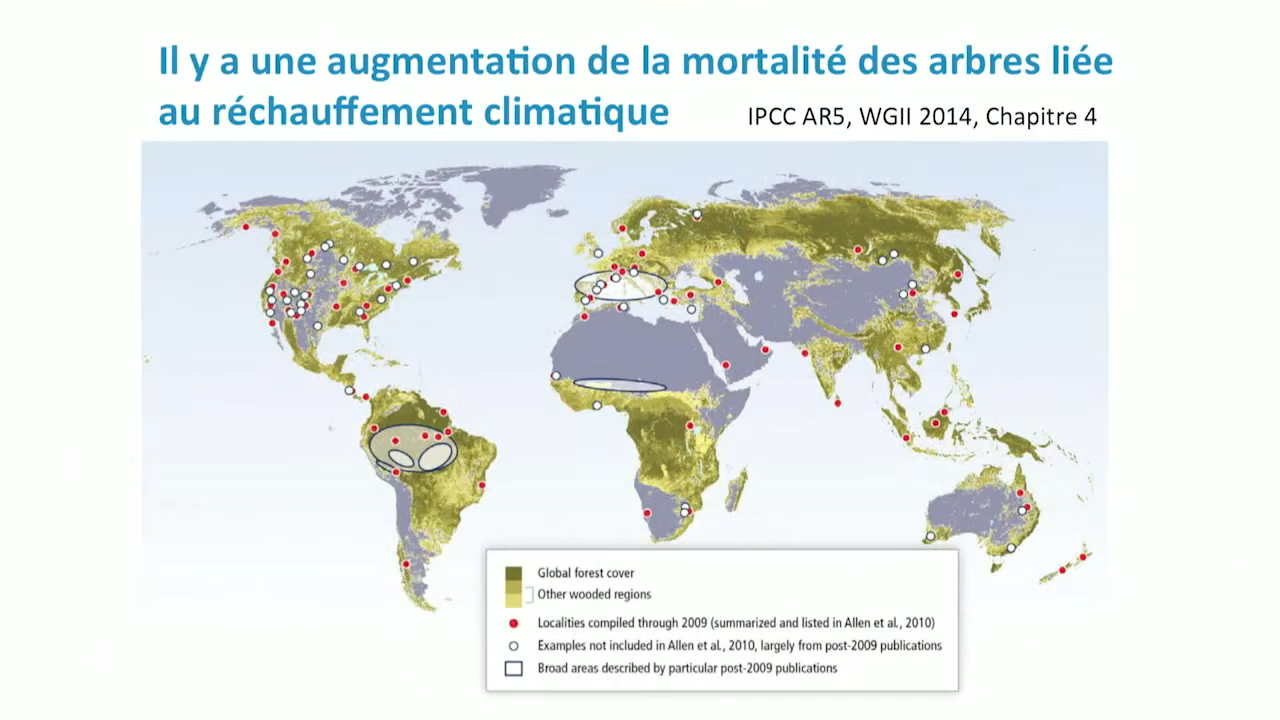 Il y a une augmentation de la mortalité des arbres liée
au réchauffement climatique
IPCC AR5, WGII 2014, Chapitre 4
Global forest cover
Other wooded regions
Localities compiled through 2009 (summarized and listed in Allen et al., 2010)
Examples not included in Allen et al., 2010, largely from post-2009 publications
Broad areas described by particular post-2009 publications